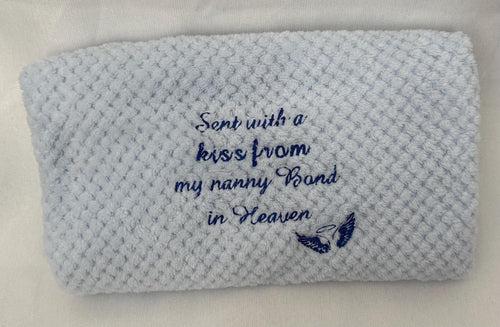 Sent with a
kiss from
my nanny Bond
in Heaven